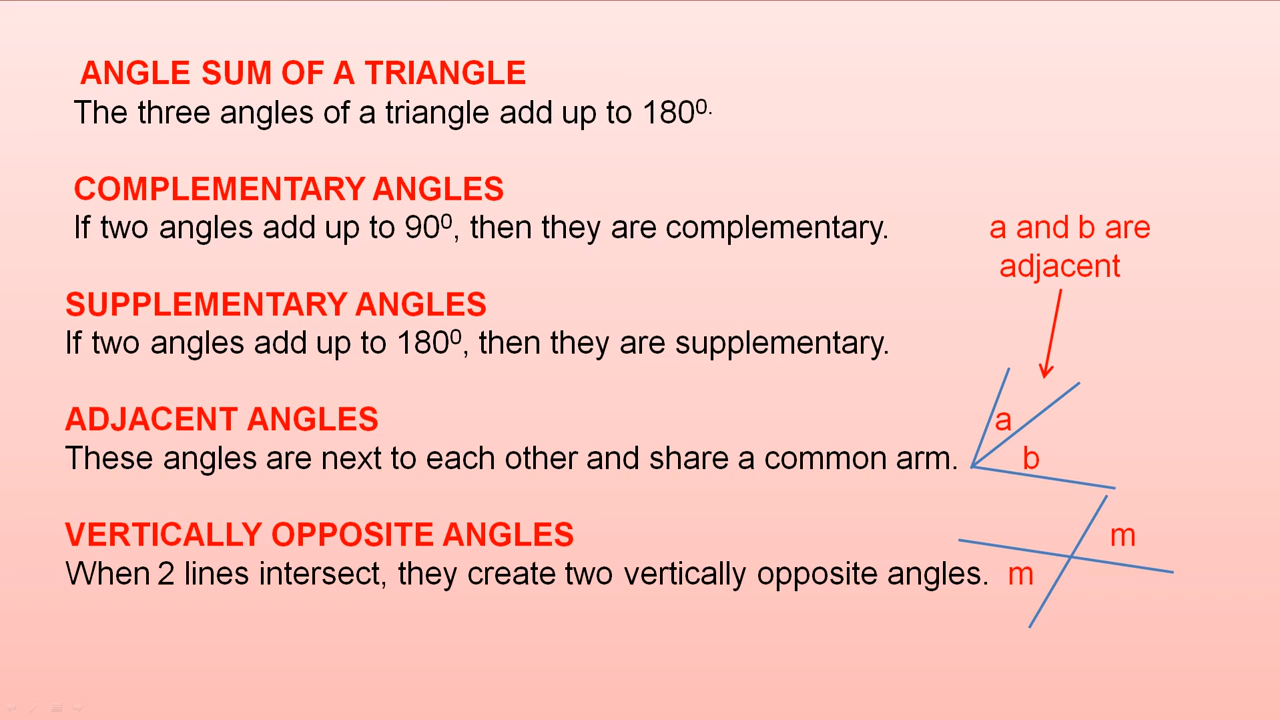 ANGLE SUM OF A TRIANGLE
The three angles of a triangle add up to 180⁰.
COMPLEMENTARY ANGLES
If two angles add up to 90⁰, then they are complementary.
a and b are
adjacent
SUPPLEMENTARY ANGLES
If two angles add up to 180⁰, then they are supplementary.
ADJACENT ANGLES
These angles are next to each other and share a common arm.
a
b
VERTICALLY OPPOSITE ANGLES
When 2 lines intersect, they create two vertically opposite angles.
m
m